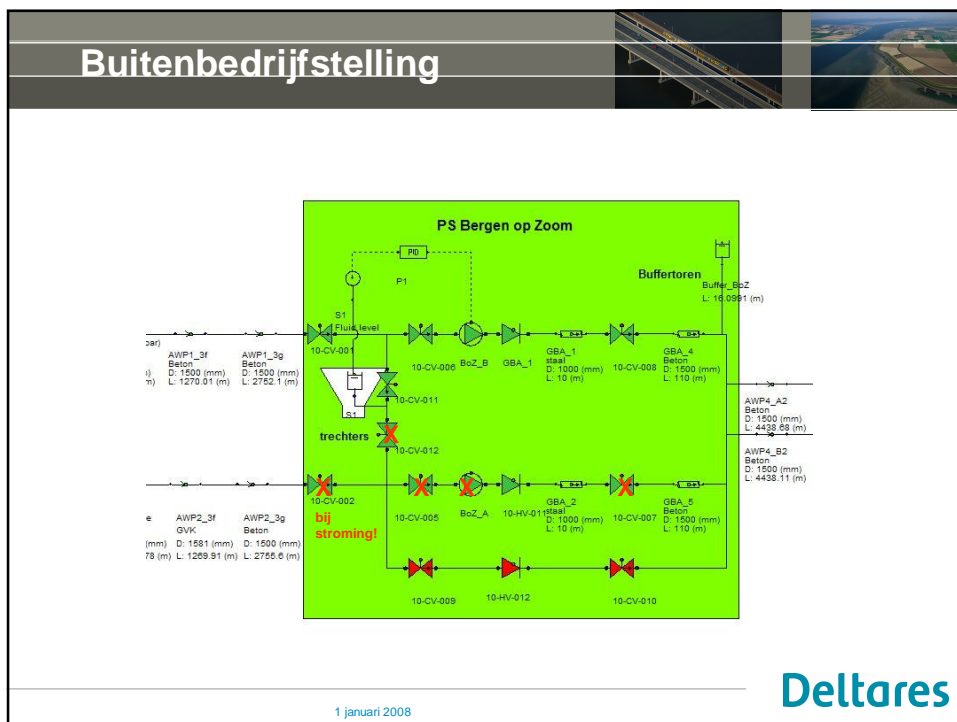 Buitenbedrijfstelling
PS Bergen op Zoom
PID
P1
Buffertoren
Buffer_BoZ
L: 16.0991 (m)
S1
Fluid level
bar)
AWP1_3f
Beton
D: 1500 (mm)
L: 1270.01 (m)
AWP1_3g
Beton
D: 1500 (mm)
L: 2752.1 (m)
10-CV-001
10-CV-006
BoZ_B
GBA_1
GBA_1
staal
D: 1000 (mm)
L: 10 (m)
10-CV-008
GBA_4
Beton
D: 1500 (mm)
L: 110 (m)
10-CV-011
S1
trechters
X
10-CV-012
AWP4_A2
Beton
D: 1500 (mm)
L: 4438.68 (m)
AWP4_B2
Beton
D: 1500 (mm)
L: 4438.11 (m)
X X X X
10-CV-002
bij
stroming!
10-CV-005
BoZ_A
10-HV-011
GBA_2
staal
D: 1000 (mm)
L: 10 (m)
10-CV-007
GBA_5
Beton
D: 1500 (mm)
L: 110 (m)
e
(mm)
78 (m)
AWP2_3f
GVK
D: 1581 (mm)
L: 1269.91 (m)
AWP2_3g
Beton
D: 1500 (mm)
L: 2755.6 (m)
10-CV-009
10-HV-012
10-CV-010
1 januari 2008
Deltares